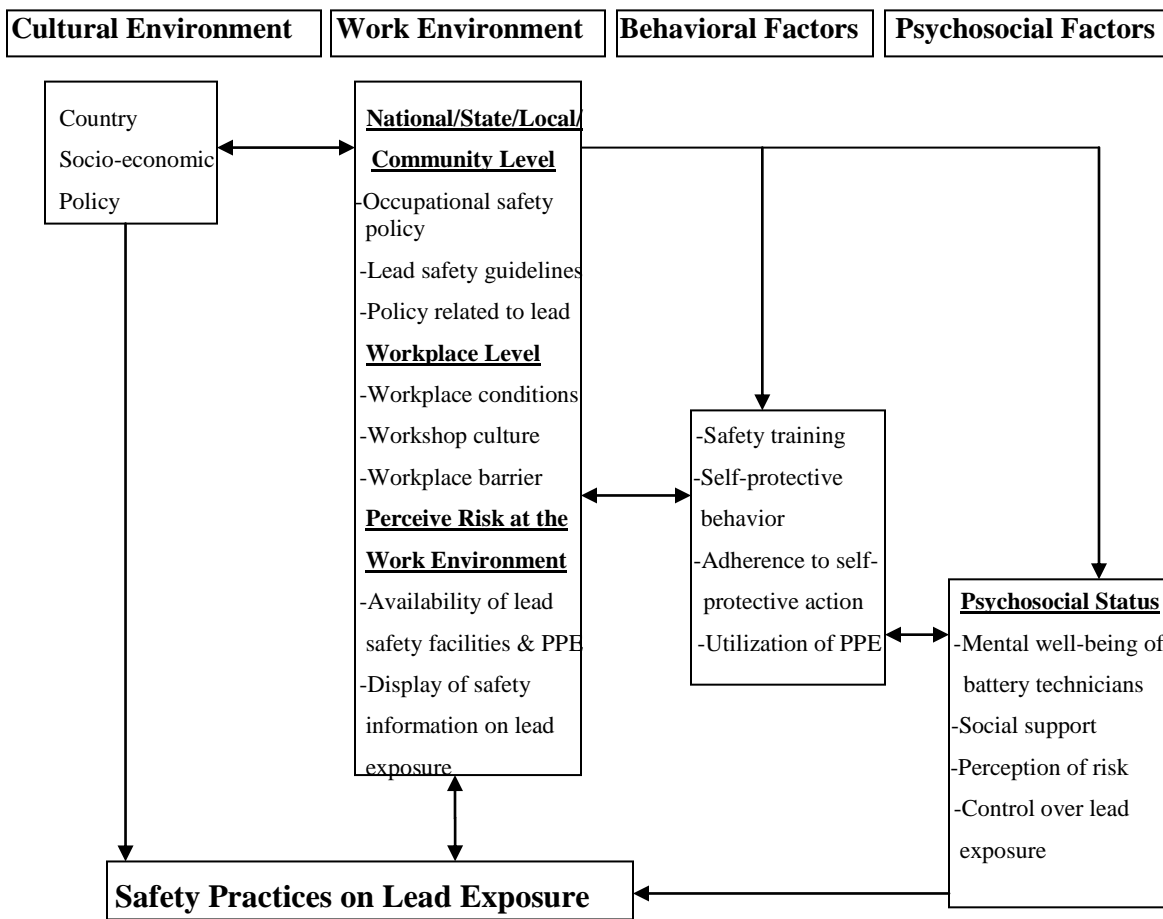 Cultural Environment
Work Environment
Behavioral Factors
Psychosocial Factors
Country
Socio-economic
Policy
National/State/Local/
Community Level
-Occupational safety
policy
-Lead safety guidelines
-Policy related to lead
Workplace Level
-Workplace conditions
-Workshop culture
-Workplace barrier
Perceive Risk at the
Work Environment
-Availability of lead
safety facilities & PPE
-Display of safety
information on lead
exposure
-Safety training
-Self-protective
behavior
-Adherence to self-
protective action
-Utilization of PPE
Psychosocial Status
-Mental well-being of
battery technicians
-Social support
-Perception of risk
-Control over lead
exposure
Safety Practices on Lead Exposure